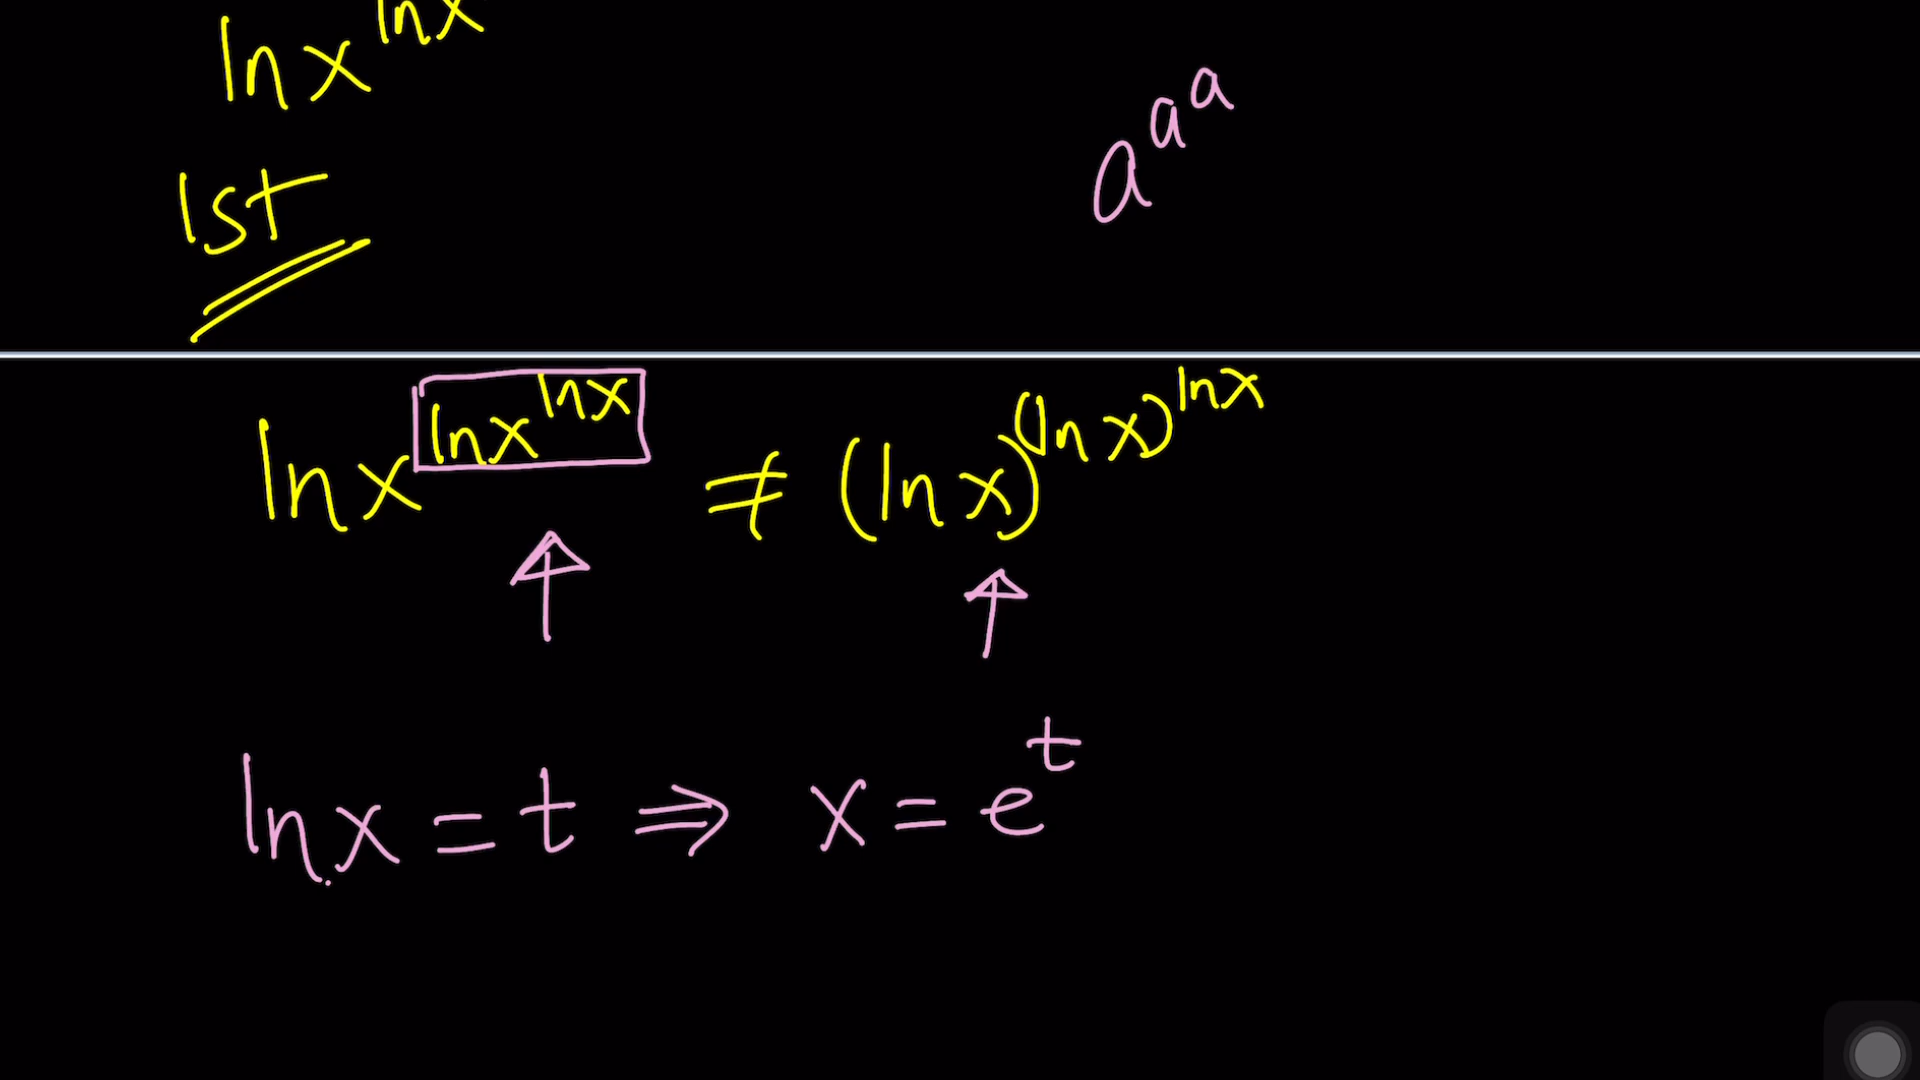 ln x^ln x
a^a^a
1st
ln x^ln x^ln x ≠ (ln x)^(ln x)^ln x
ln x = t ⇒ x = e^t